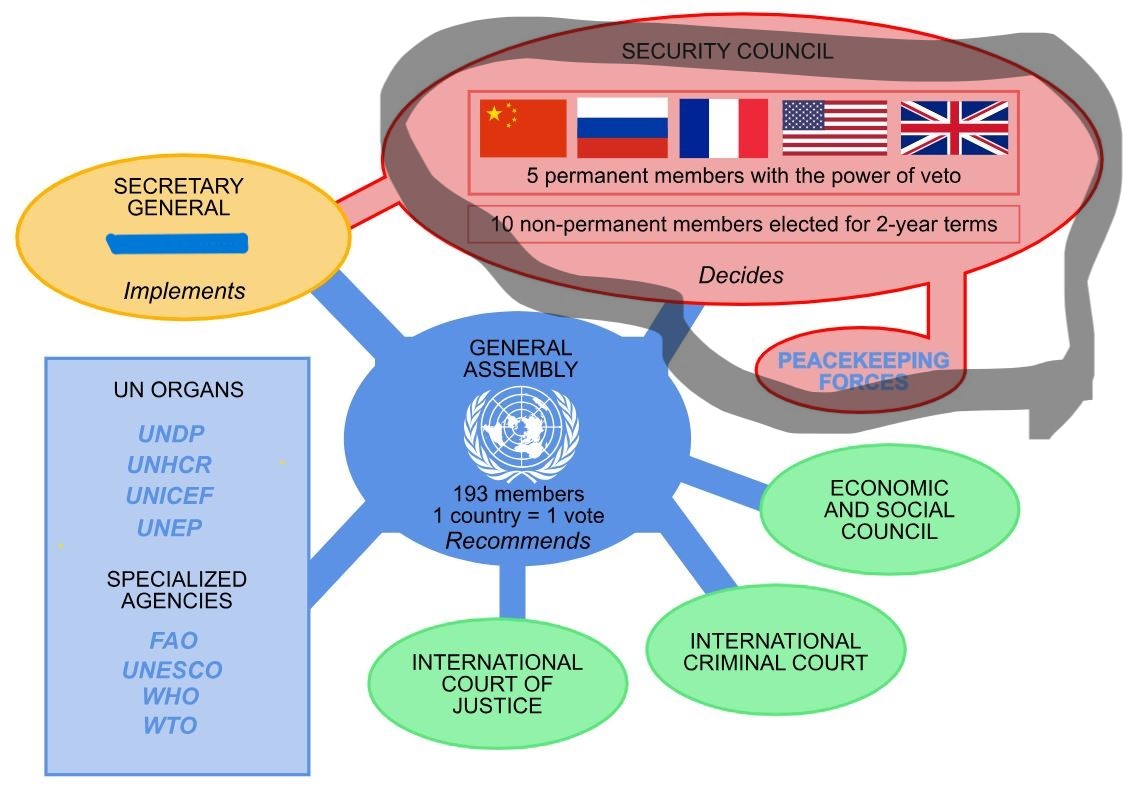 SECURITY COUNCIL
5 permanent members with the power of veto
10 non-permanent members elected for 2-year terms
Decides
PEACEKEEPING
FORCES
SECRETARY
GENERAL
Implements
GENERAL
ASSEMBLY
193 members
1 country = 1 vote
Recommends
UN ORGANS
UNDP
UNHCR
UNICEF
UNEP
SPECIALIZED
AGENCIES
FAO
UNESCO
WHO
WTO
ECONOMIC
AND SOCIAL
COUNCIL
INTERNATIONAL
CRIMINAL COURT
INTERNATIONAL
COURT OF
JUSTICE